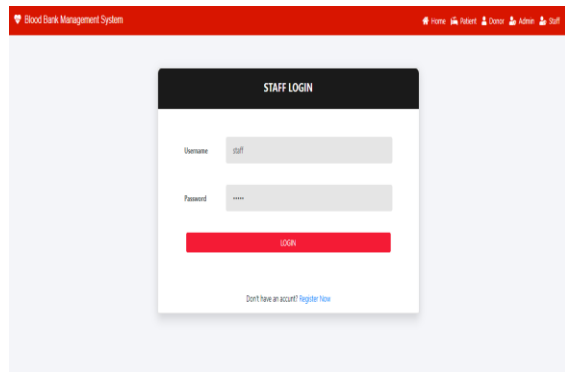 Blood Bank Management System
Home Patient Donor Admin Staff
STAFF LOGIN
Username staff
Password •••••
LOGIN
Don't have an accunt? Register Now